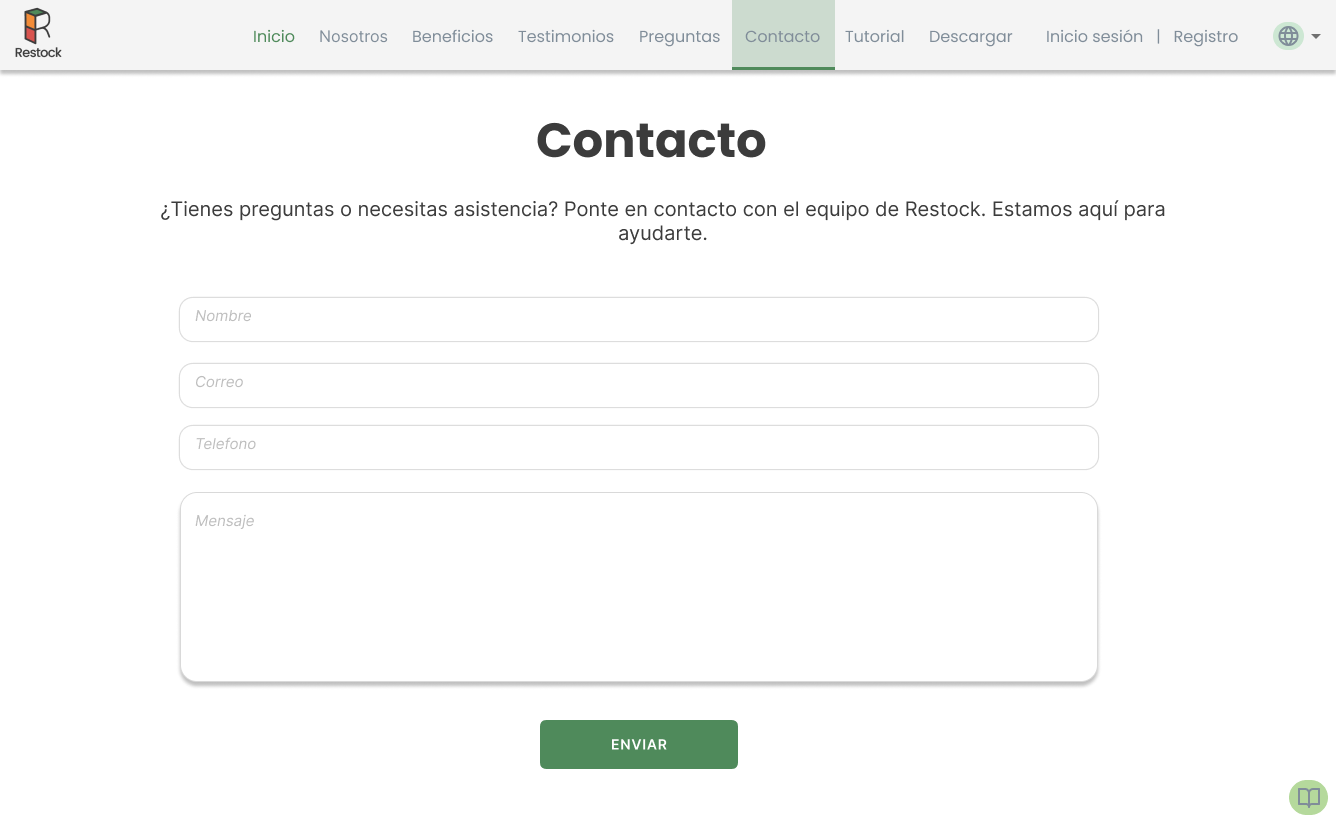 Restock
Inicio Nosotros Beneficios Testimonios Preguntas Contacto Tutorial Descargar Inicio sesión | Registro
Contacto
¿Tienes preguntas o necesitas asistencia? Ponte en contacto con el equipo de Restock. Estamos aquí para
ayudarte.
Nombre
Correo
Telefono
Mensaje
ENVIAR